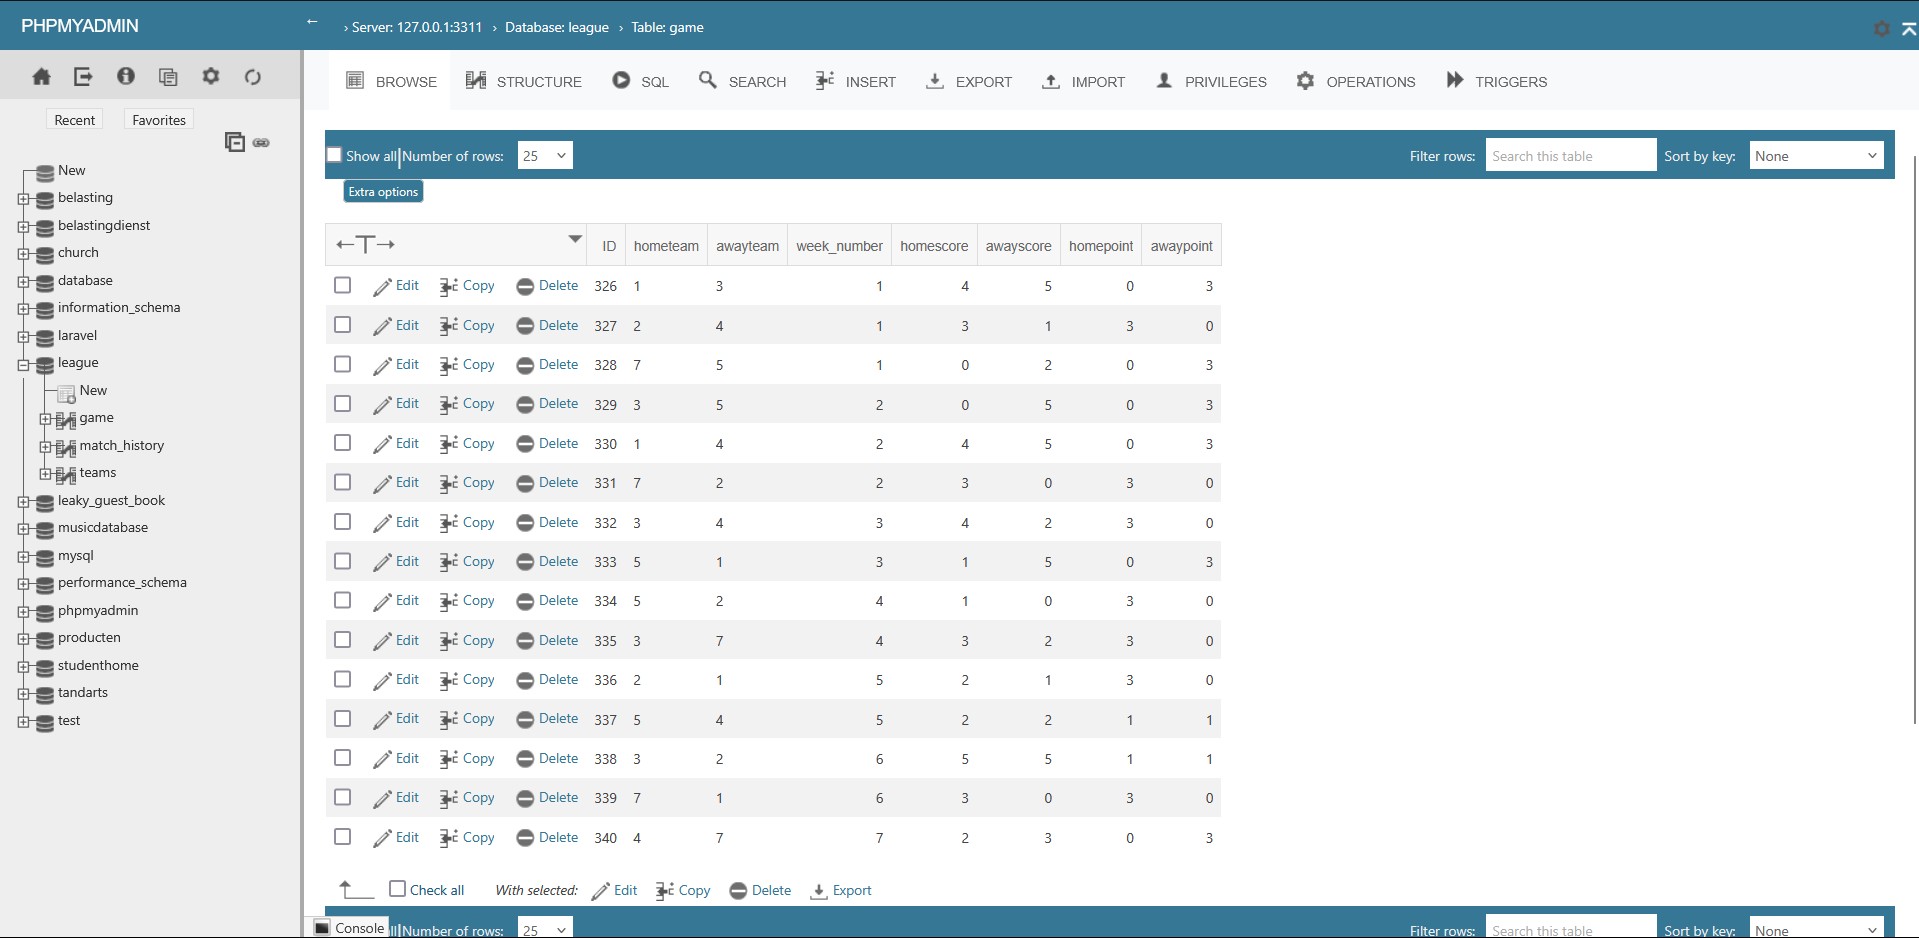 PHPMYADMIN
← › Server: 127.0.0.1:3311 › Database: league › Table: game
Recent Favorites
New
belasting
belastingdienst
church
database
information_schema
laravel
league
New
game
match_history
teams
leaky_guest_book
musicdatabase
mysql
performance_schema
phpmyadmin
producten
studenthome
tandarts
test
BROWSE STRUCTURE SQL SEARCH INSERT EXPORT IMPORT PRIVILEGES OPERATIONS TRIGGERS
Show all Number of rows: 25 Filter rows: Search this table Sort by key: None
Extra options
←T→ ID hometeam awayteam week_number homescore awayscore homepoint awaypoint
Edit Copy Delete 326 1 3 1 4 5 0 3
Edit Copy Delete 327 2 4 1 3 1 3 0
Edit Copy Delete 328 7 5 1 0 2 0 3
Edit Copy Delete 329 3 5 2 0 5 0 3
Edit Copy Delete 330 1 4 2 4 5 0 3
Edit Copy Delete 331 7 2 2 3 0 3 0
Edit Copy Delete 332 3 4 3 4 2 3 0
Edit Copy Delete 333 5 1 3 1 5 0 3
Edit Copy Delete 334 5 2 4 1 0 3 0
Edit Copy Delete 335 3 7 4 3 2 3 0
Edit Copy Delete 336 2 1 5 2 1 3 0
Edit Copy Delete 337 5 4 5 2 2 1 1
Edit Copy Delete 338 3 2 6 5 5 1 1
Edit Copy Delete 339 7 1 6 3 0 3 0
Edit Copy Delete 340 4 7 7 2 3 0 3
Check all With selected: Edit Copy Delete Export
Console ll Number of rows: 25 Filter rows: Search this table Sort by key: None